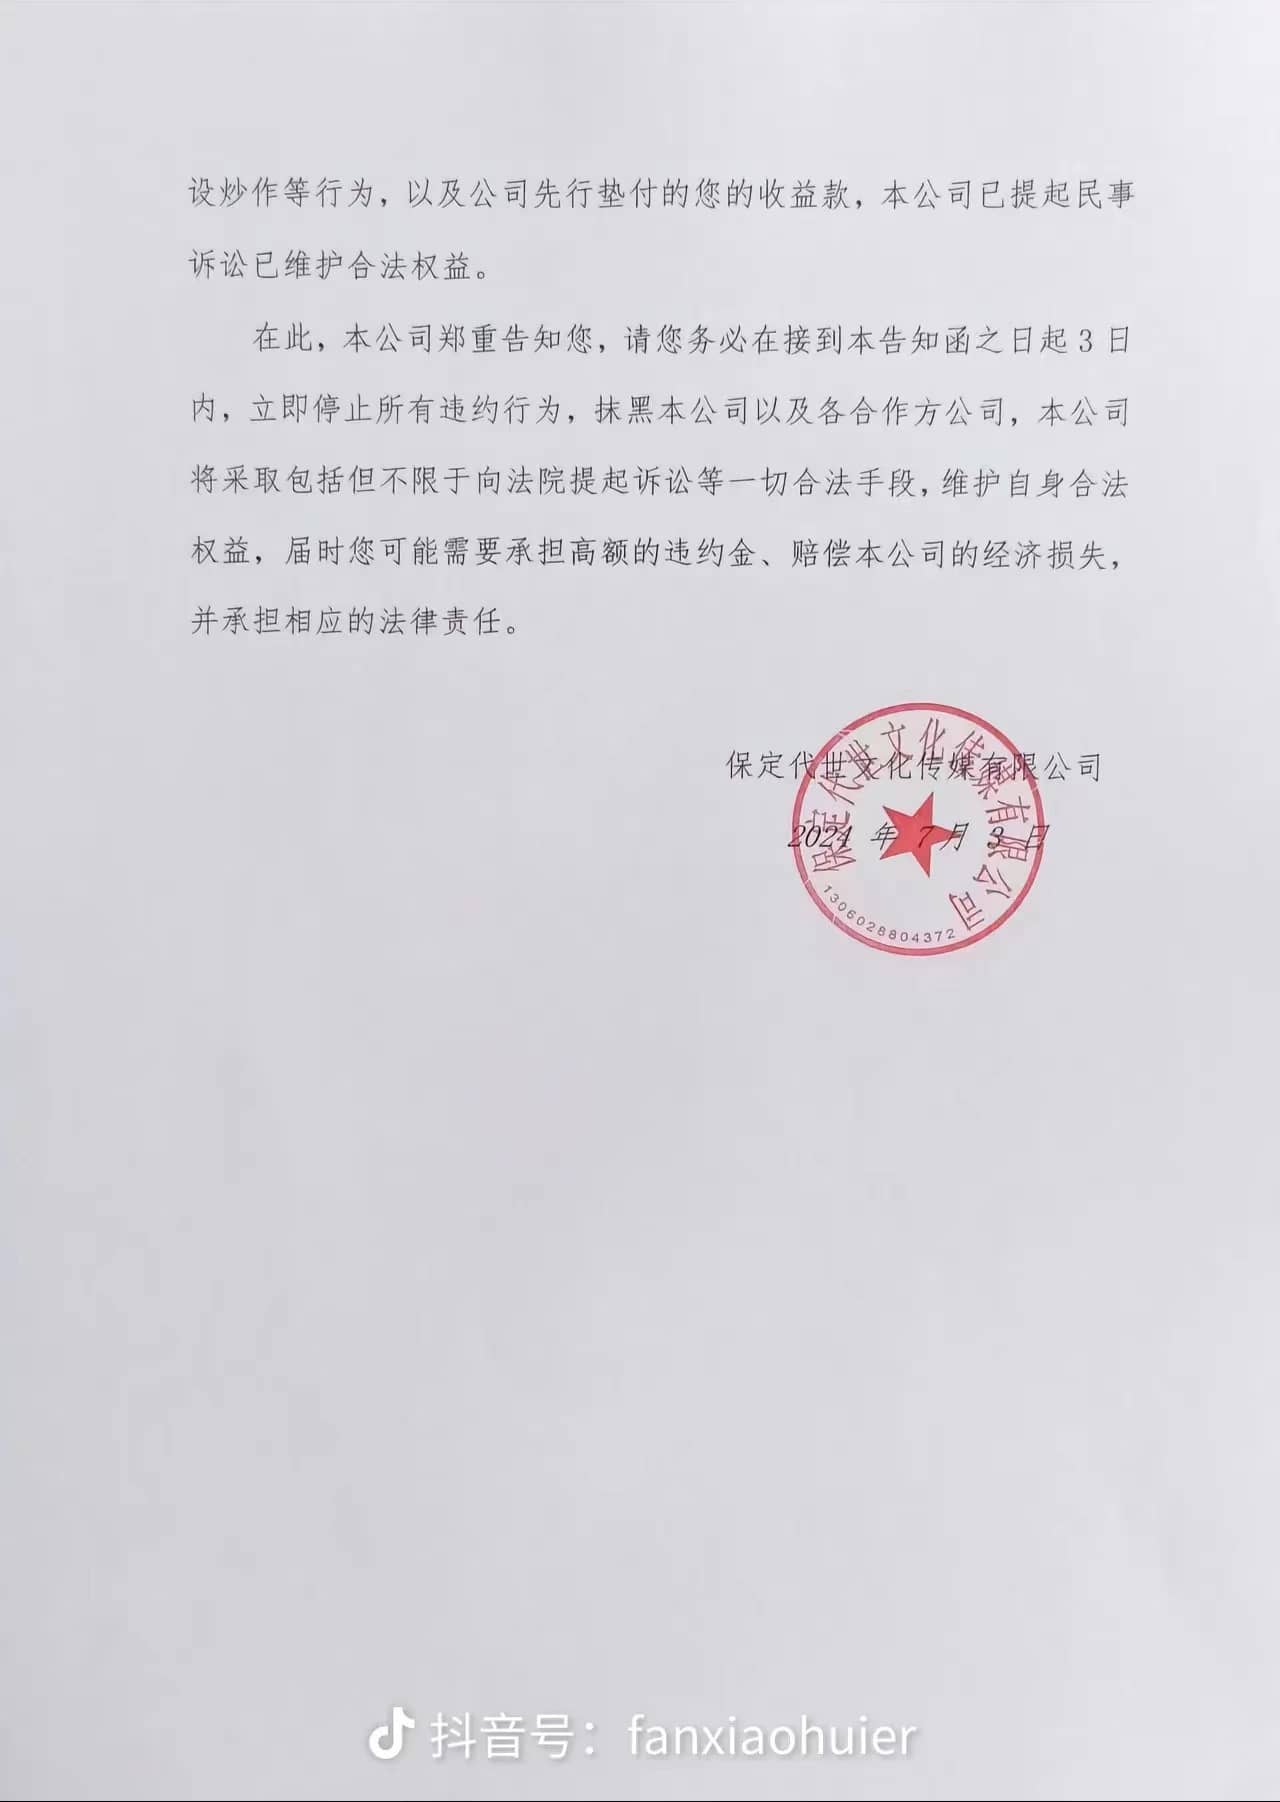 设炒作等行为，以及公司先行垫付的您的收益款，本公司已提起民事
诉讼已维护合法权益。
在此，本公司郑重告知您，请您务必在接到本告知函之日起 3 日
内，立即停止所有违约行为，抹黑本公司以及各合作方公司，本公司
将采取包括但不限于向法院提起诉讼等一切合法手段，维护自身合法
权益，届时您可能需要承担高额的违约金、赔偿本公司的经济损失，
并承担相应的法律责任。
保定代世文化传媒有限公司
2024 年 7 月 3 日
保定代世文化传媒有限公司
1306028804372
抖音号：fanxiaohuier